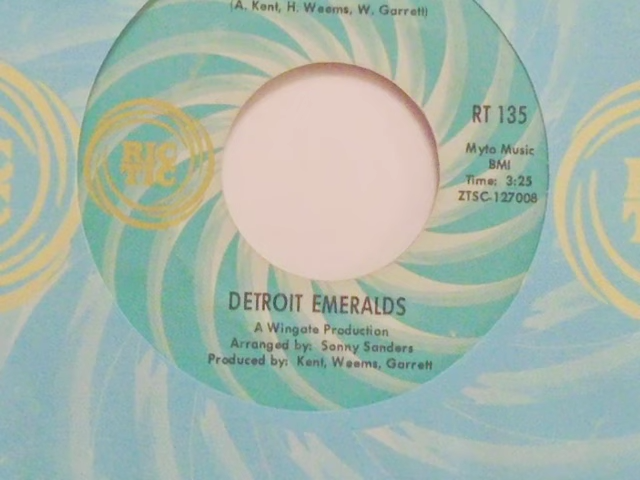 (A. Kent, H. Weems, W. Garrett)
RIC
TIC
RT 135
Myto Music
BMI
Time: 3:25
ZTSC-127008
DETROIT EMERALDS
A Wingate Production
Arranged by: Sonny Sanders
Produced by: Kent, Weems, Garrett